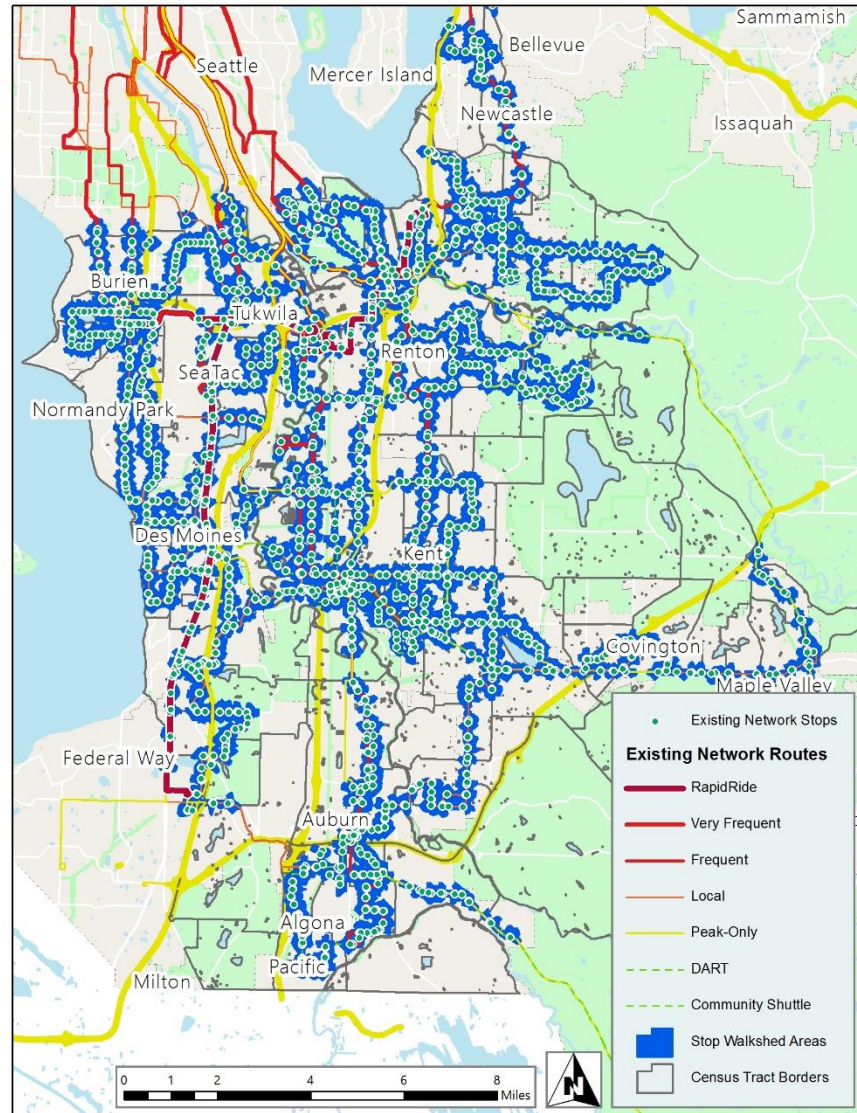 Sammamish
Bellevue
Seattle
Mercer Island
Newcastle
Issaquah
Burien
Tukwila
Renton
SeaTac
Normandy Park
Des Moines
Kent
Covington
Maple Valley
Federal Way
Auburn
Algona
Pacific
Milton
Existing Network Stops
Existing Network Routes
RapidRide
Very Frequent
Frequent
Local
Peak-Only
DART
Community Shuttle
Stop Walkshed Areas
Census Tract Borders
0 2 4 6 8
Miles
N